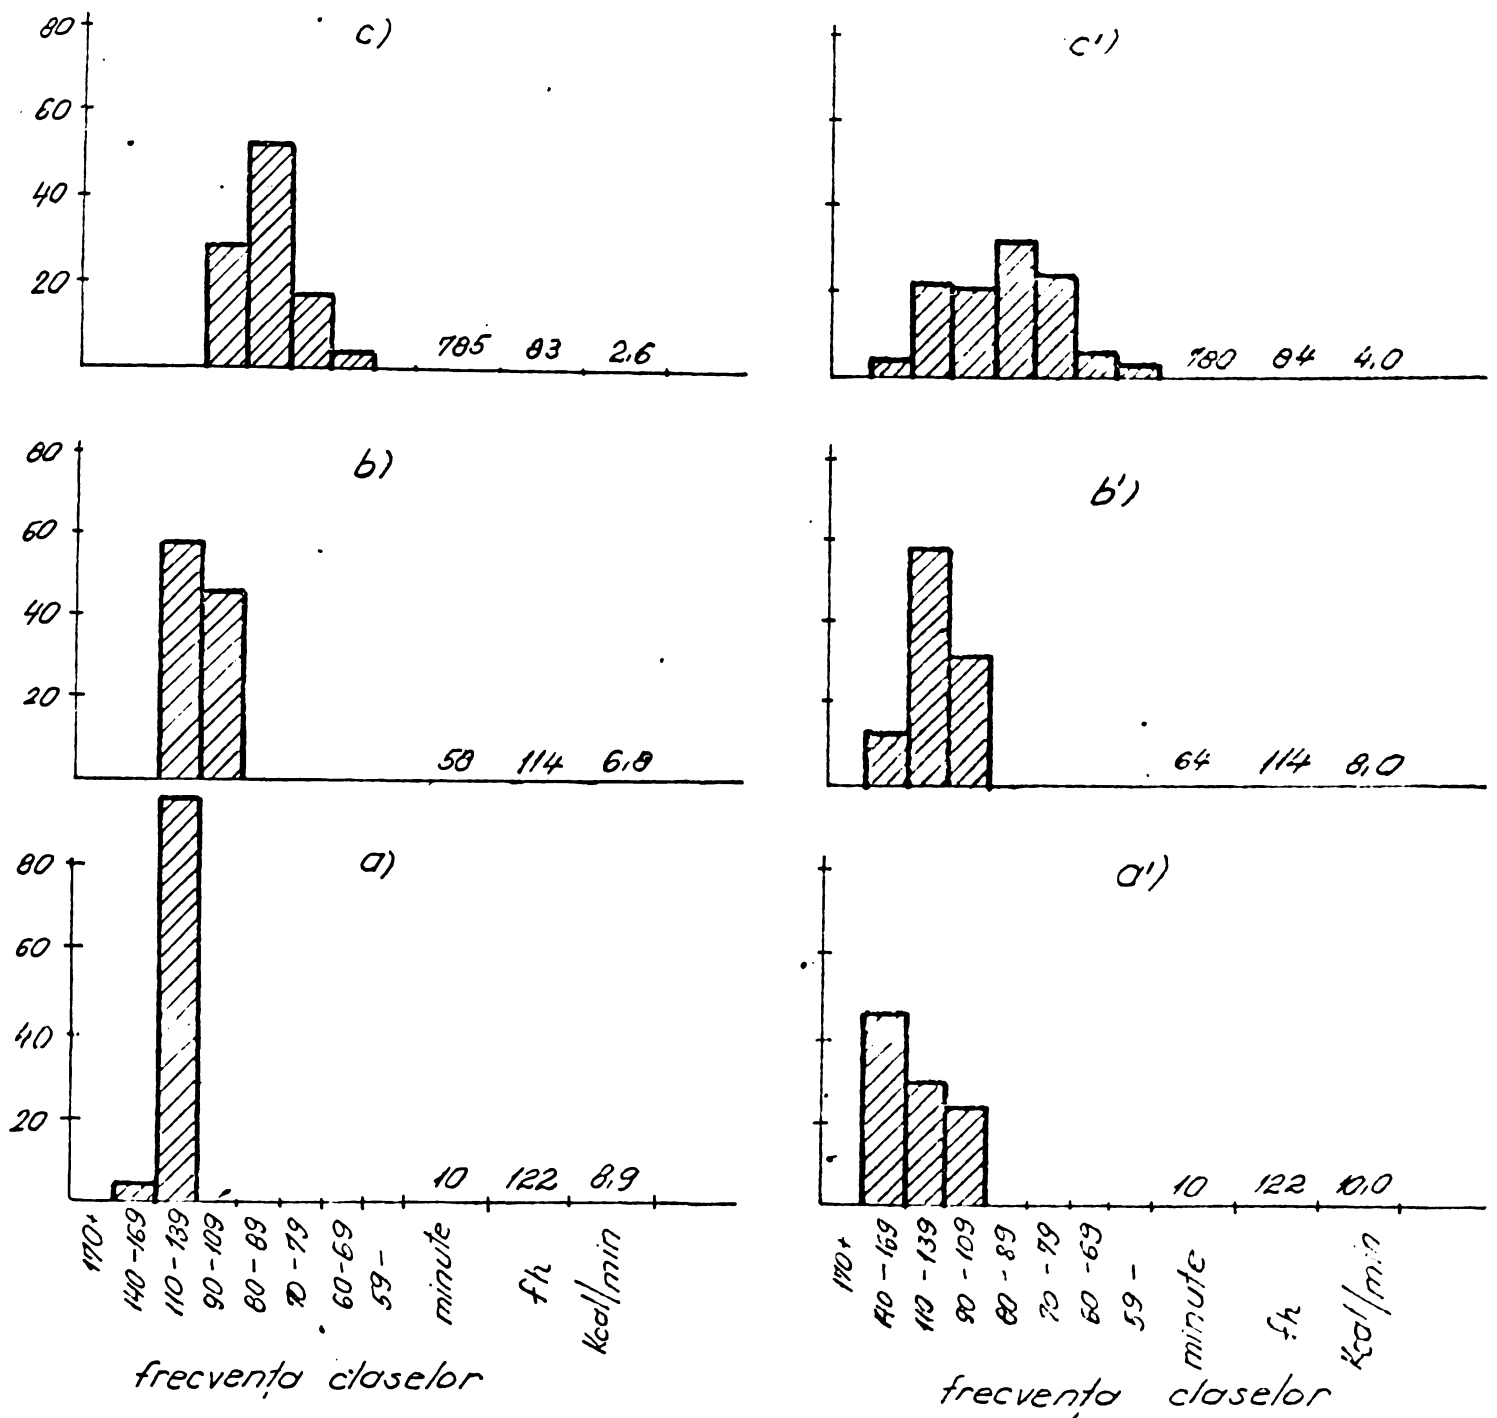 c)
80
60
40
20
785 83 2,6
c')
780 84 4,0
b)
80
60
40
20
58 114 6,8
b')
64 114 8,0
a)
80
60
40
20
10 122 8,9
170+
140-169
110-139
90-109
80-89
70-79
60-69
59-
minute
fh
Kcal/min
frecvența claselor
a')
10 122 10,0
170+
140-169
110-139
90-109
80-89
70-79
60-69
59-
minute
fh
Kcal/min
frecvența claselor